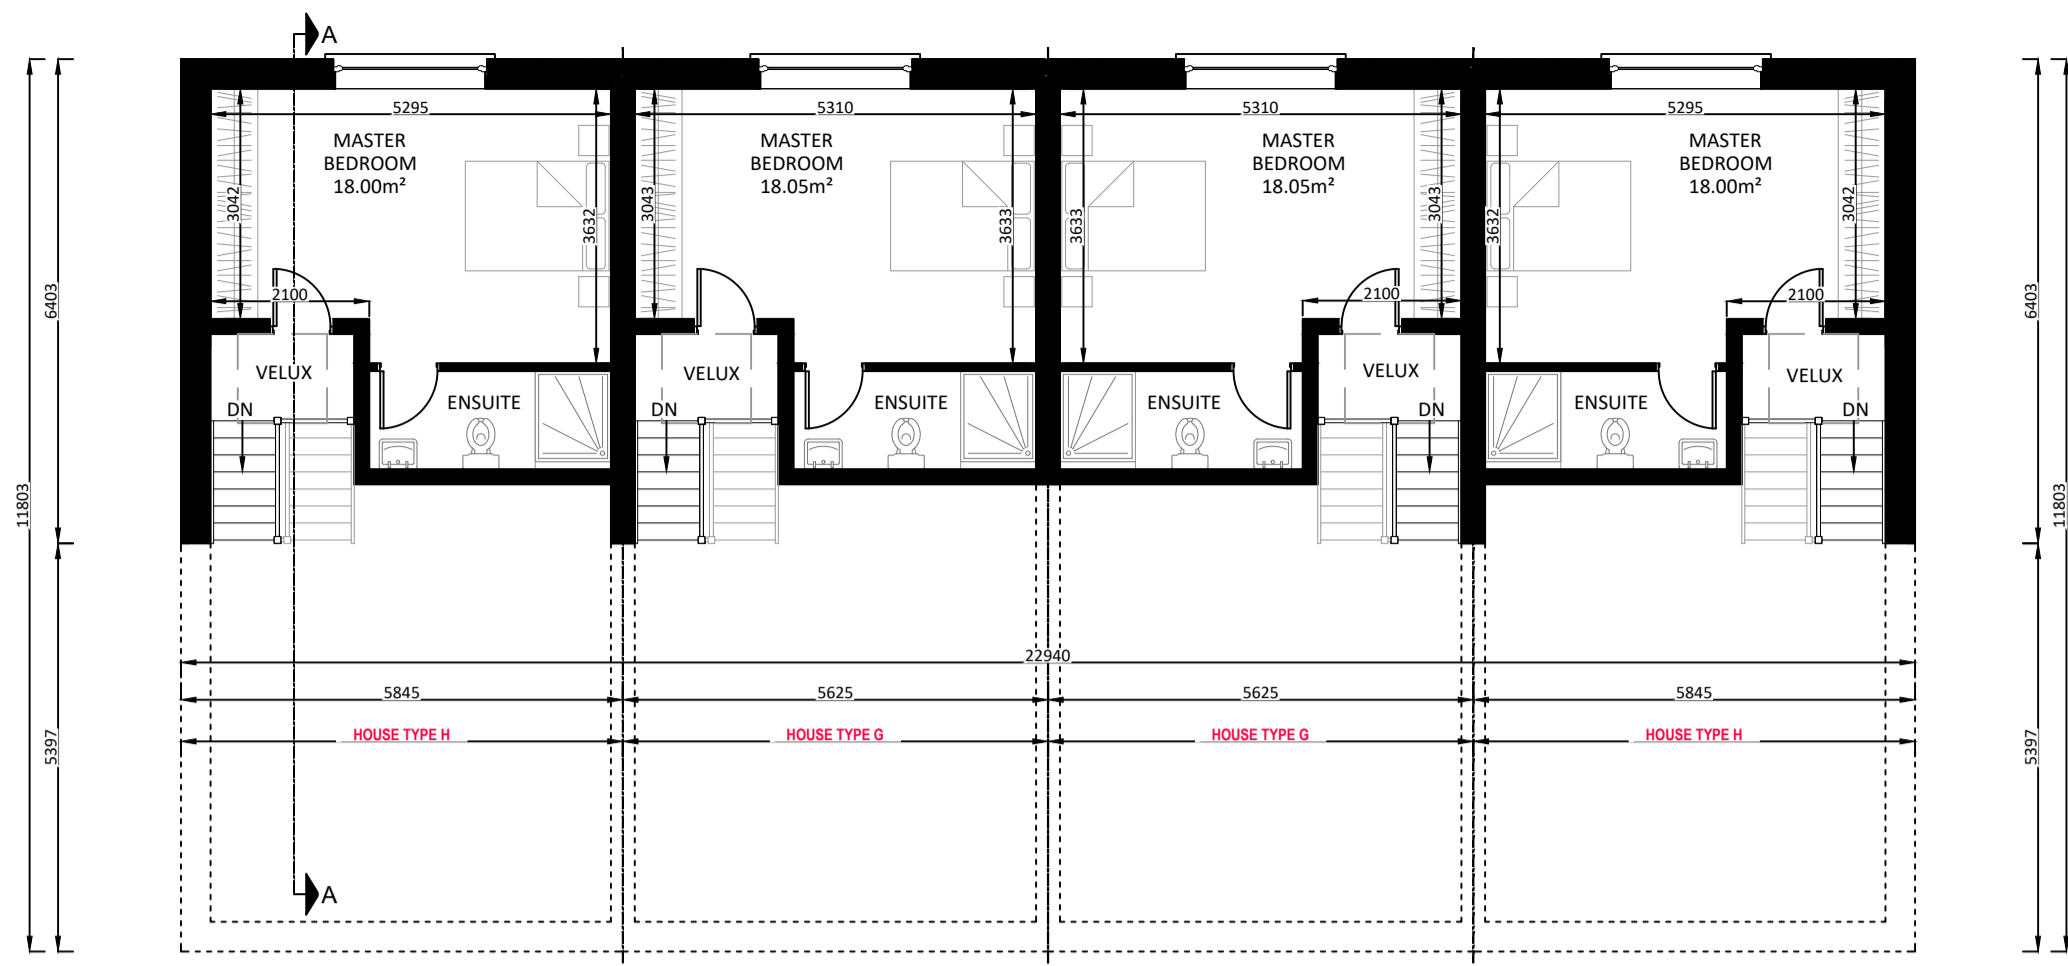 A
5295
5310
5310
5295
MASTER
BEDROOM
18.00m²
MASTER
BEDROOM
18.05m²
MASTER
BEDROOM
18.05m²
MASTER
BEDROOM
18.00m²
3042
3632
3043
3633
3633
3043
3632
3042
2100
2100
2100
6403
6403
VELUX
VELUX
VELUX
VELUX
DN
ENSUITE
DN
ENSUITE
ENSUITE
DN
ENSUITE
DN
11803
11803
22940
5845
5625
5625
5845
HOUSE TYPE H
HOUSE TYPE G
HOUSE TYPE G
HOUSE TYPE H
5397
5397
A